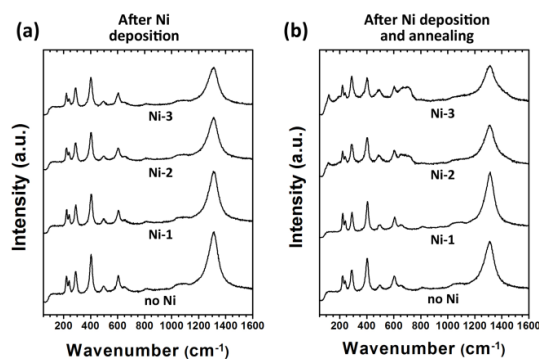 (a)
After Ni
deposition
Ni-3
Ni-2
Ni-1
no Ni
Intensity (a.u.)
200 400 600 800 1000 1200 1400 1600
Wavenumber (cm⁻¹)
(b)
After Ni deposition
and annealing
Ni-3
Ni-2
Ni-1
no Ni
Intensity (a.u.)
200 400 600 800 1000 1200 1400 1600
Wavenumber (cm⁻¹)